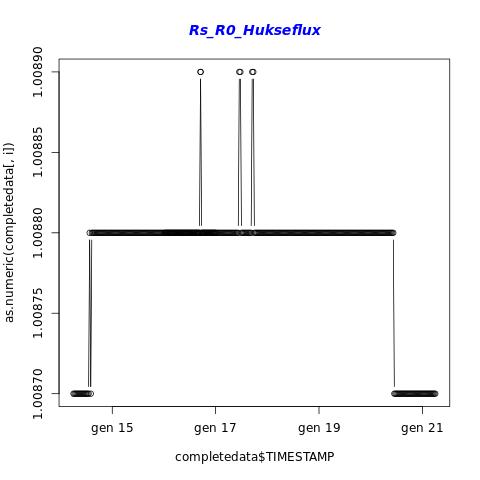 Rs_R0_Hukseflux
as.numeric(completedata[, i])
1.00890
1.00885
1.00880
1.00875
1.00870
gen 15 gen 17 gen 19 gen 21
completedata$TIMESTAMP